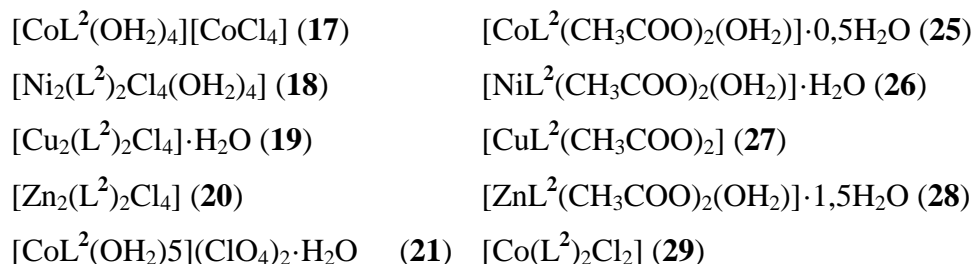 [CoL²(OH₂)₄][CoCl₄] (17) [CoL²(CH₃COO)₂(OH₂)]·0,5H₂O (25)
[Ni₂(L²)₂Cl₄(OH₂)₄] (18) [NiL²(CH₃COO)₂(OH₂)]·H₂O (26)
[Cu₂(L²)₂Cl₄]·H₂O (19) [CuL²(CH₃COO)₂] (27)
[Zn₂(L²)₂Cl₄] (20) [ZnL²(CH₃COO)₂(OH₂)]·1,5H₂O (28)
[CoL²(OH₂)5](ClO₄)₂·H₂O (21) [Co(L²)₂Cl₂] (29)